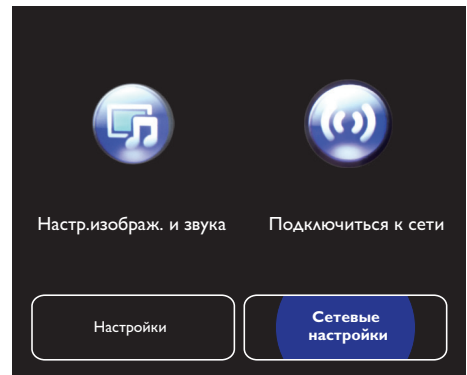 Настр.изображ. и звука
Подключиться к сети
Настройки
Сетевые
настройки